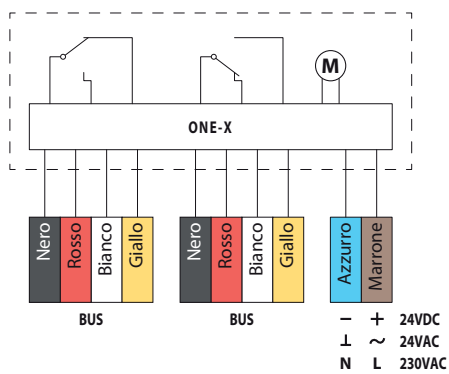 M
ONE-X
Nero Rosso Bianco Giallo Nero Rosso Bianco Giallo Azzurro Marrone
BUS BUS
− + 24VDC
⊥ ~ 24VAC
N L 230VAC